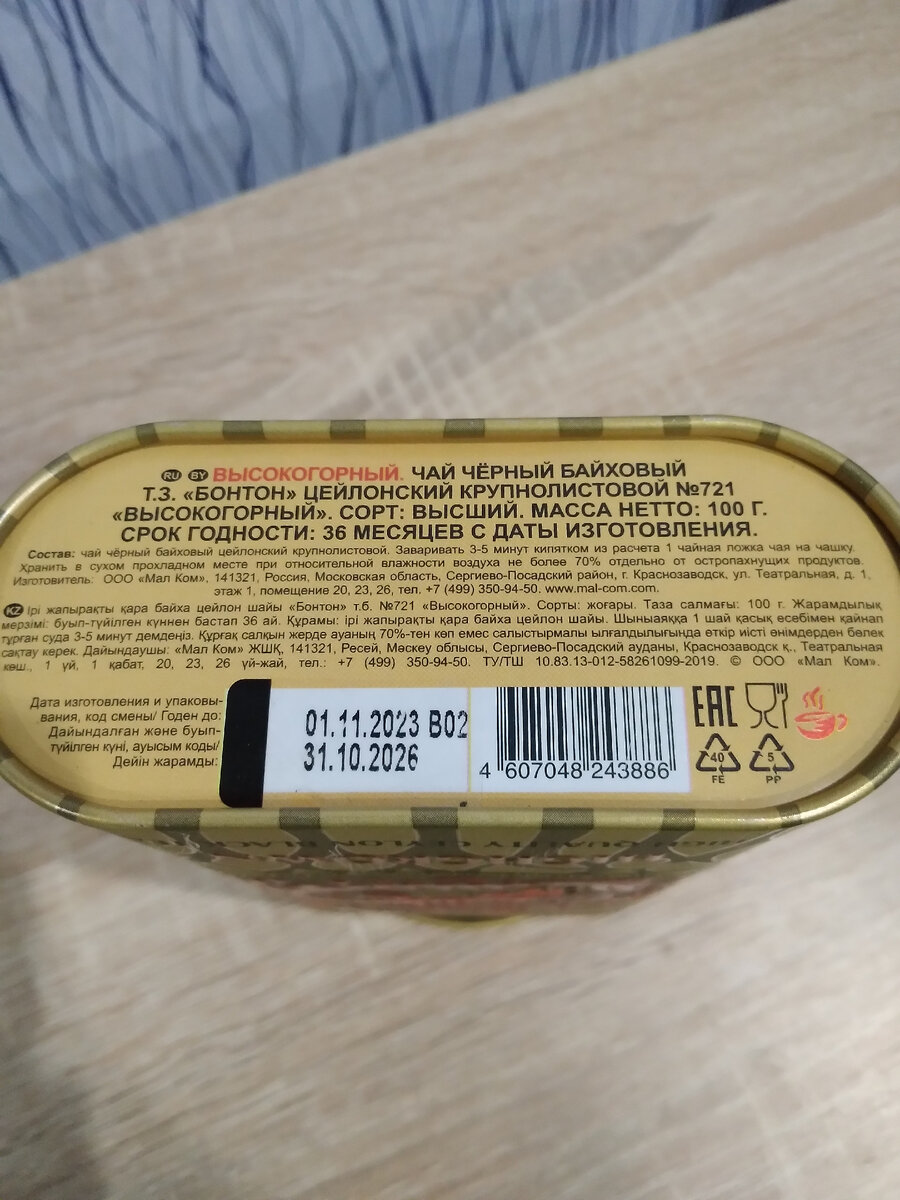 RU BY ВЫСОКОГОРНЫЙ. ЧАЙ ЧЁРНЫЙ БАЙХОВЫЙ
Т.З. «БОНТОН» ЦЕЙЛОНСКИЙ КРУПНОЛИСТОВОЙ №721
«ВЫСОКОГОРНЫЙ». СОРТ: ВЫСШИЙ. МАССА НЕТТО: 100 Г.
СРОК ГОДНОСТИ: 36 МЕСЯЦЕВ С ДАТЫ ИЗГОТОВЛЕНИЯ.
Состав: чай чёрный байховый цейлонский крупнолистовой. Заваривать 3-5 минут кипятком из расчета 1 чайная ложка чая на чашку.
Хранить в сухом прохладном месте при относительной влажности воздуха не более 70% отдельно от остропахнущих продуктов.
Изготовитель: ООО «Мал Ком», 141321, Россия, Московская область, Сергиево-Посадский район, г. Краснозаводск, ул. Театральная, д. 1,
этаж 1, помещение 20, 23, 26, тел. +7 (499) 350-94-50. www.mal-com.com.
KZ Ірі жапырақты қара байха цейлон шайы «Бонтон» т.б. №721 «Высокогорный». Сорты: жоғары. Таза салмағы: 100 г. Жарамдылық
мерзімі: буып-түйілген күннен бастап 36 ай. Құрамы: ірі жапырақты қара байха цейлон шайы. Шыныаяққа 1 шай қасық есебімен қайнап
тұрған суда 3-5 минут демдеңіз. Құрғақ салқын жерде ауаның 70%-тен көп емес салыстырмалы ылғалдылығында өткір иісті өнімдерден бөлек
сақтау керек. Дайындаушы: «Мал Ком» ЖШҚ, 141321, Ресей, Мәскеу облысы, Сергиево-Посад ауданы, Краснозаводск қ., Театральная
көш., 1 үй, 1 қабат, 20, 23, 26 үй-жай, тел.: +7 (499) 350-94-50. ТУ/ТШ 10.83.13-012-58261099-2019. © ООО «Мал Ком».
Дата изготовления и упаковы-
вания, код смены/ Годен до:
Дайындалған және буып-
түйілген күні, ауысым коды/
Дейін жарамды:
01.11.2023 B02
31.10.2026
4 607048 243886
EAC
40
FE
5
PP
HIGH QUALITY CEYLON BLACK